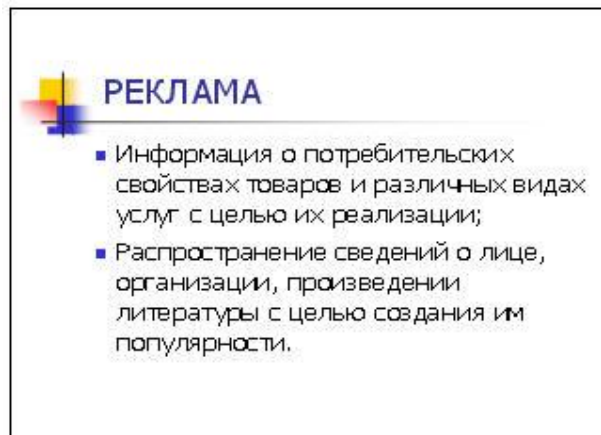 РЕКЛАМА
Информация о потребительских
свойствах товаров и различных видах
услуг с целью их реализации;
Распространение сведений о лице,
организации, произведении
литературы с целью создания им
популярности.